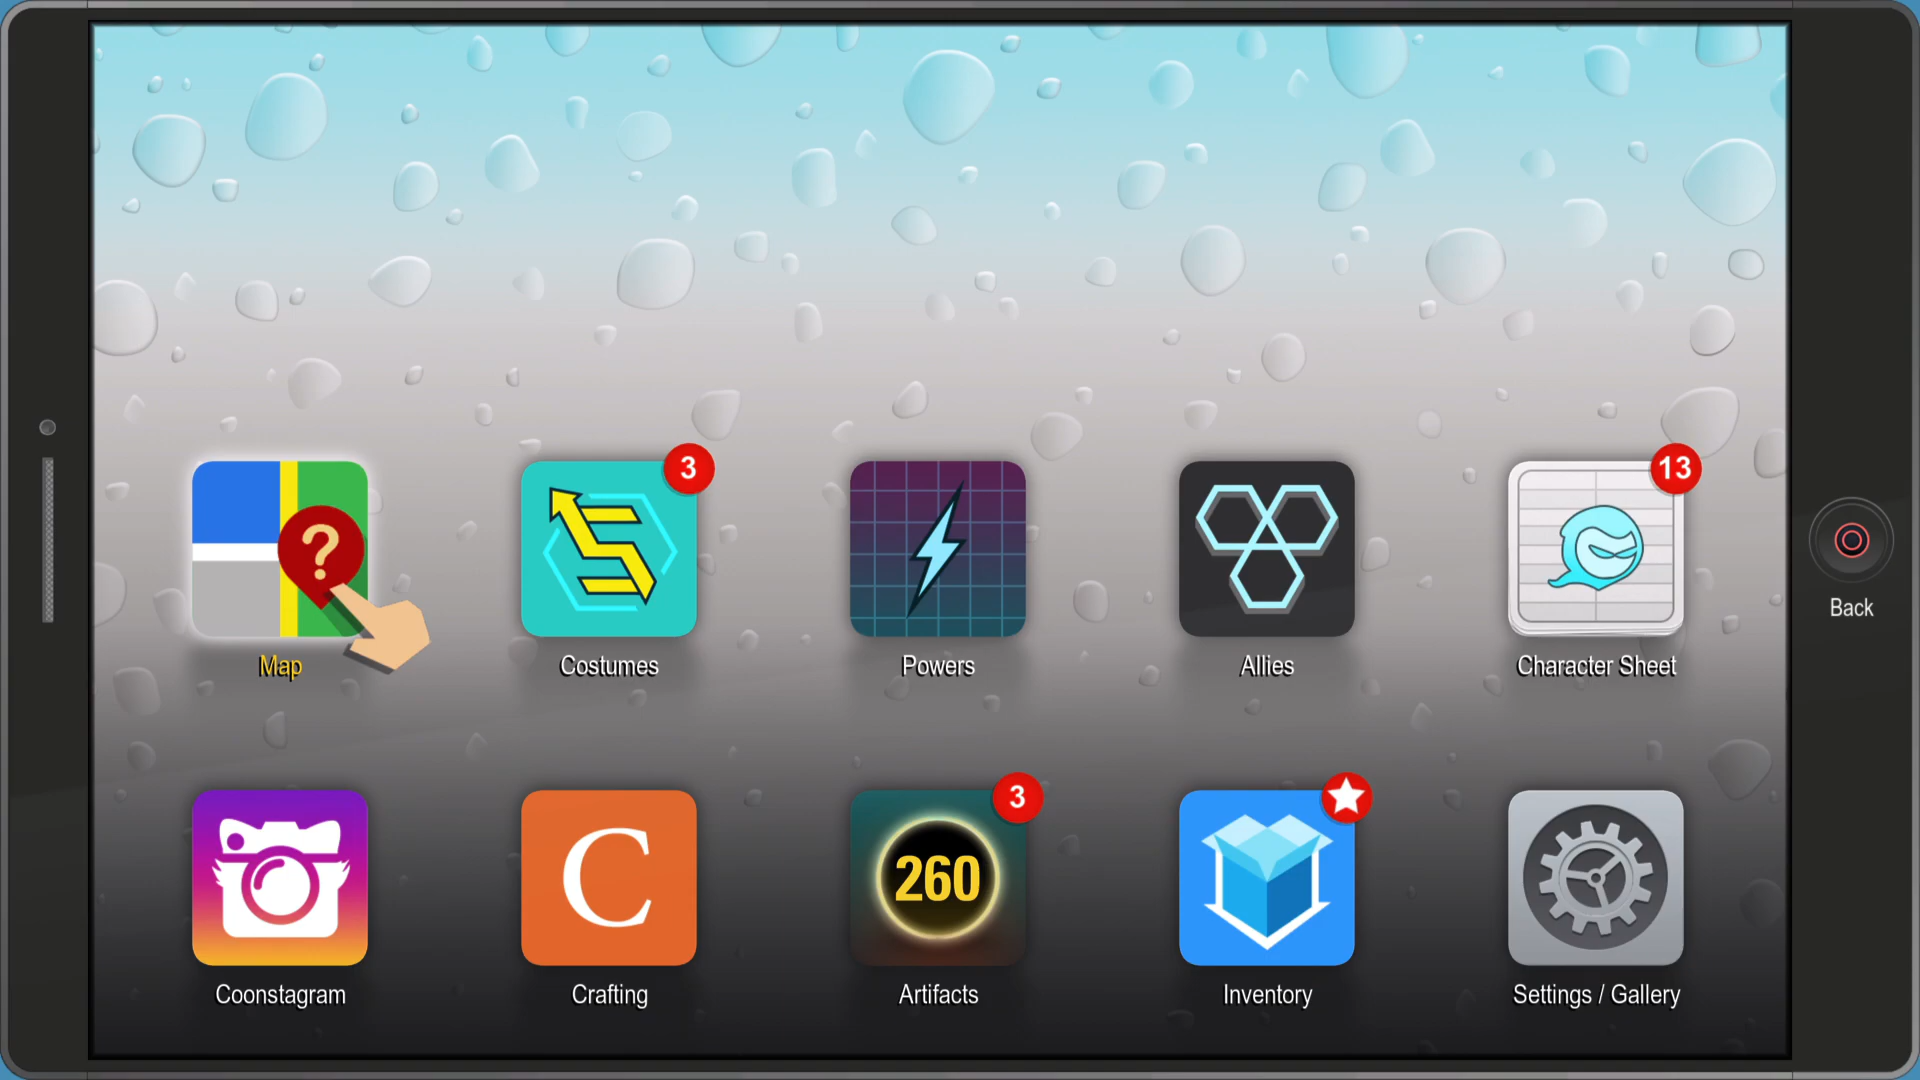 3
13
?
Back
Map
Costumes
Powers
Allies
Character Sheet
3
C
260
Coonstagram
Crafting
Artifacts
Inventory
Settings / Gallery